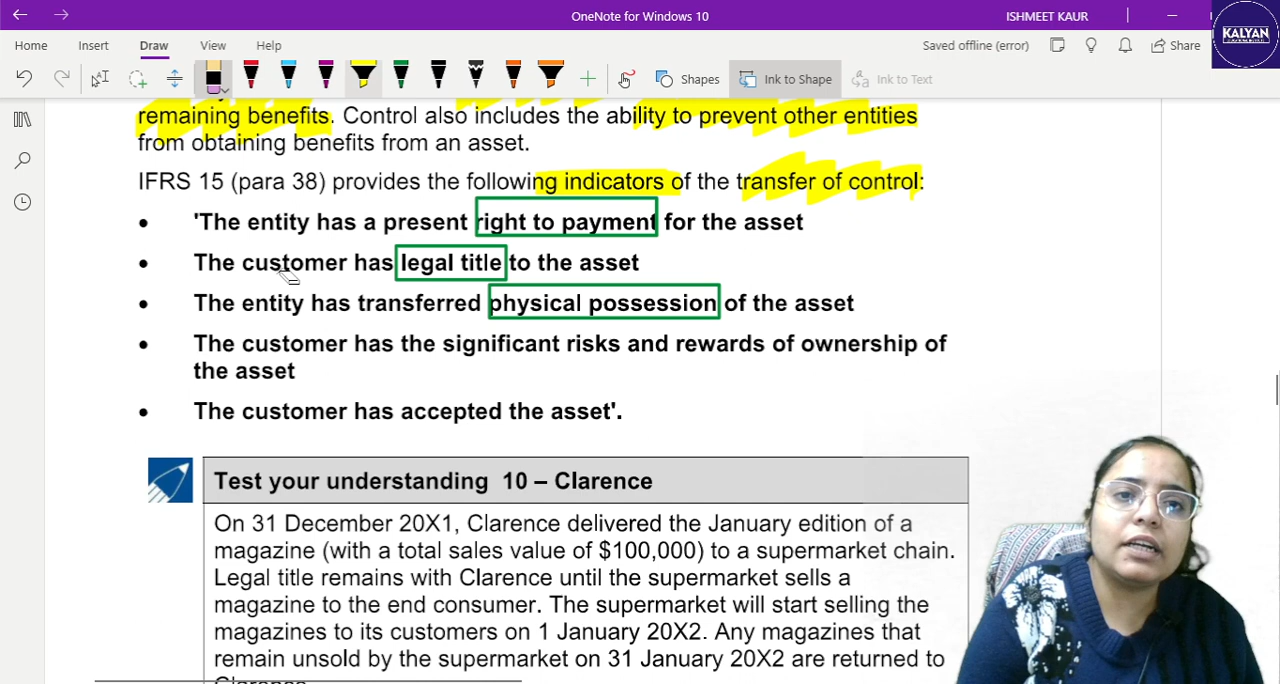 OneNote for Windows 10
ISHMEET KAUR
KALYAN
Home Insert Draw View Help
Saved offline (error)
Share
Shapes
Ink to Shape
Ink to Text
remaining benefits. Control also includes the ability to prevent other entities
from obtaining benefits from an asset.
IFRS 15 (para 38) provides the following indicators of the transfer of control:
• 'The entity has a present right to payment for the asset
• The customer has legal title to the asset
• The entity has transferred physical possession of the asset
• The customer has the significant risks and rewards of ownership of
the asset
• The customer has accepted the asset'.
Test your understanding 10 – Clarence
On 31 December 20X1, Clarence delivered the January edition of a
magazine (with a total sales value of $100,000) to a supermarket chain.
Legal title remains with Clarence until the supermarket sells a
magazine to the end consumer. The supermarket will start selling the
magazines to its customers on 1 January 20X2. Any magazines that
remain unsold by the supermarket on 31 January 20X2 are returned to